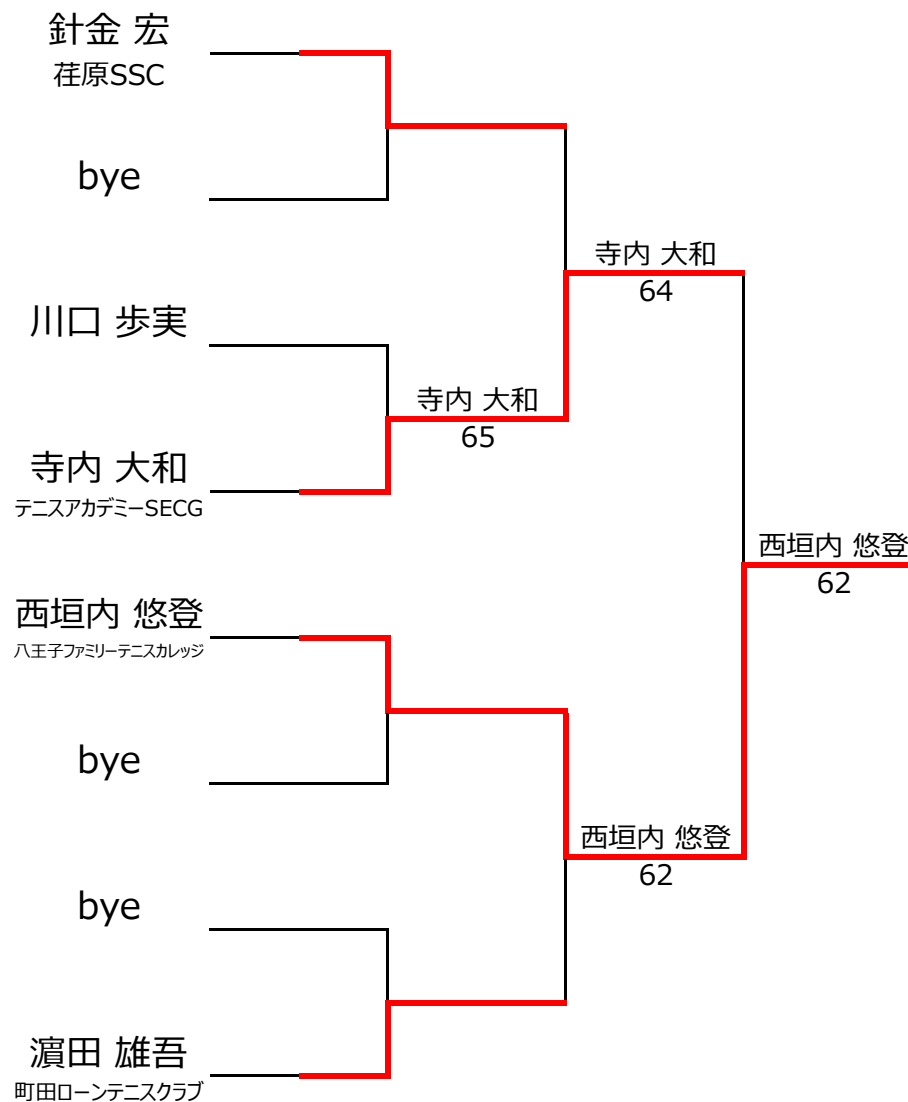 針金 宏
荏原SSC
bye
川口 歩実
寺内 大和
テニスアカデミーSECG
西垣内 悠登
八王子ファミリーテニスカレッジ
bye
bye
濵田 雄吾
町田ローンテニスクラブ
寺内 大和
65
寺内 大和
64
西垣内 悠登
62
西垣内 悠登
62